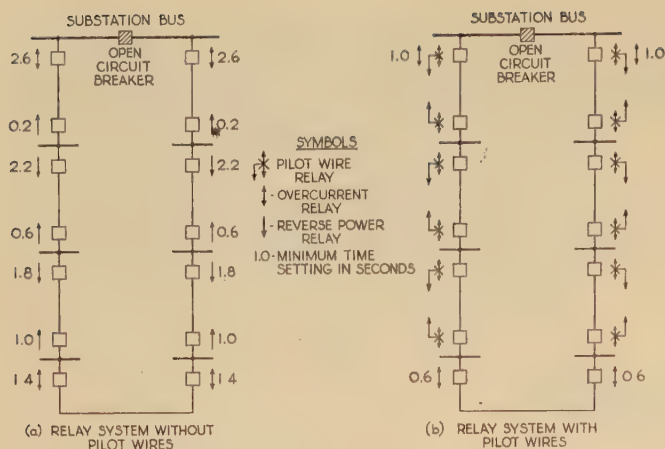 SUBSTATION BUS
OPEN
CIRCUIT
BREAKER
2.6
2.6
0.2
0.2
2.2
2.2
0.6
0.6
1.8
1.8
1.0
1.0
1 4
1.4
(a) RELAY SYSTEM WITHOUT
PILOT WIRES
SYMBOLS
PILOT WIRE
RELAY
-OVERCURRENT
RELAY
-REVERSE POWER
RELAY
1.0-MINIMUM TIME
SETTING IN SECONDS
SUBSTATION BUS
OPEN
CIRCUIT
BREAKER
1.0
1.0
0.6
0 6
(b) RELAY SYSTEM WITH
PILOT WIRES